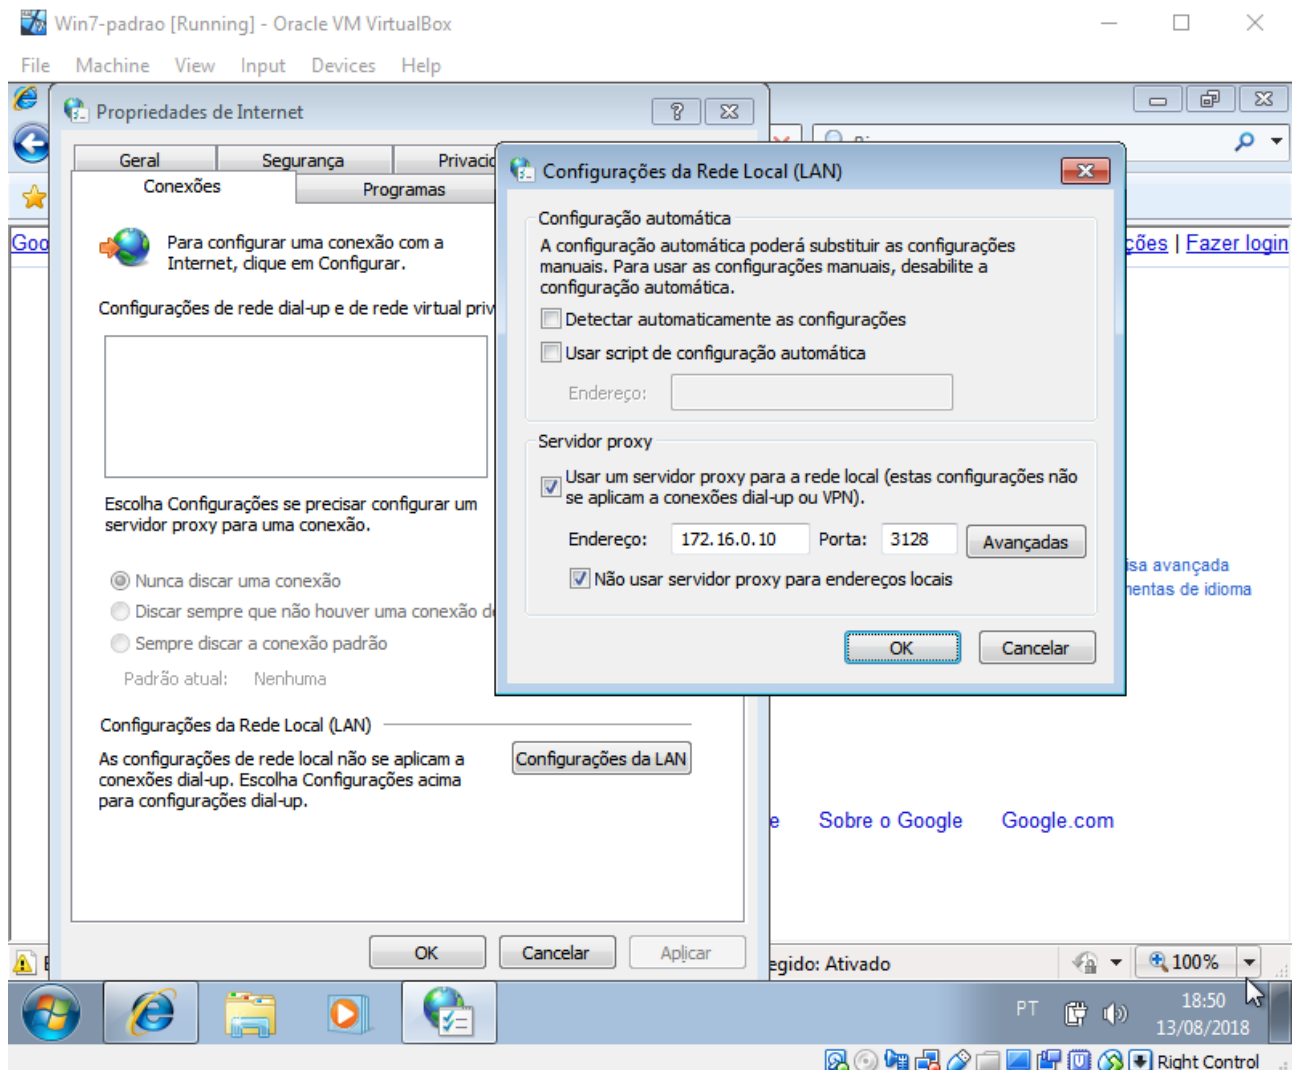 Win7-padrao [Running] - Oracle VM VirtualBox
File Machine View Input Devices Help
Propriedades de Internet
Geral Segurança
Conexões Programas
Para configurar uma conexão com a
Internet, clique em Configurar.
Configurações de rede dial-up e de rede virtual priv
Escolha Configurações se precisar configurar um
servidor proxy para uma conexão.
Nunca discar uma conexão
Discar sempre que não houver uma conexão
Sempre discar a conexão padrão
Padrão atual: Nenhuma
Configurações da Rede Local (LAN)
As configurações de rede local não se aplicam a
conexões dial-up. Escolha Configurações acima
para configurações dial-up.
Configurações da LAN
OK Cancelar Aplicar
Configurações da Rede Local (LAN)
Configuração automática
A configuração automática poderá substituir as configurações
manuais. Para usar as configurações manuais, desabilite a
configuração automática.
Detectar automaticamente as configurações
Usar script de configuração automática
Endereço:
Servidor proxy
Usar um servidor proxy para a rede local (estas configurações não
se aplicam a conexões dial-up ou VPN).
Endereço: 172.16.0.10 Porta: 3128 Avançadas
Não usar servidor proxy para endereços locais
OK Cancelar
Goo
ções | Fazer login
isa avançada
mentas de idioma
e Sobre o Google Google.com
egido: Ativado 100%
PT 18:50
13/08/2018
Right Control